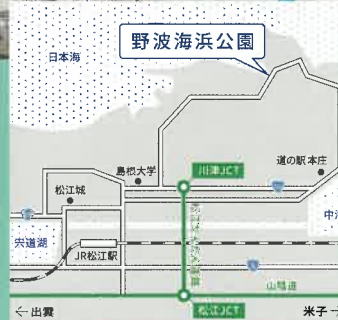 野波海浜公園
日本海
島根大学
川津JCT
道の駅 本庄
松江城
宍道湖
中海
JR松江駅
山陰道
← 出雲
松江JCT
米子 →